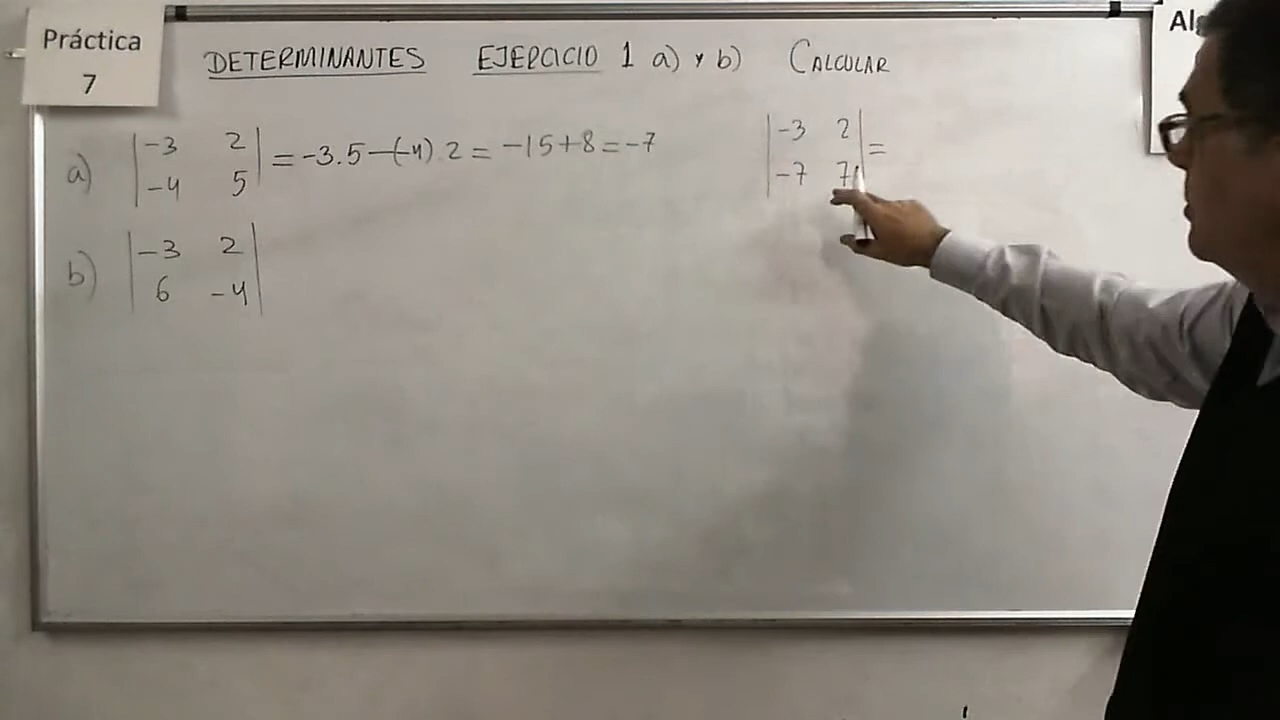 Práctica
7
DETERMINANTES EJERCICIO 1 a) y b) CALCULAR
a) |-3 2| = -3.5-(-4).2 = -15+8 = -7
|-4 5|
|-3 2| =
|-7 7|
b) |-3 2|
|6 -4|